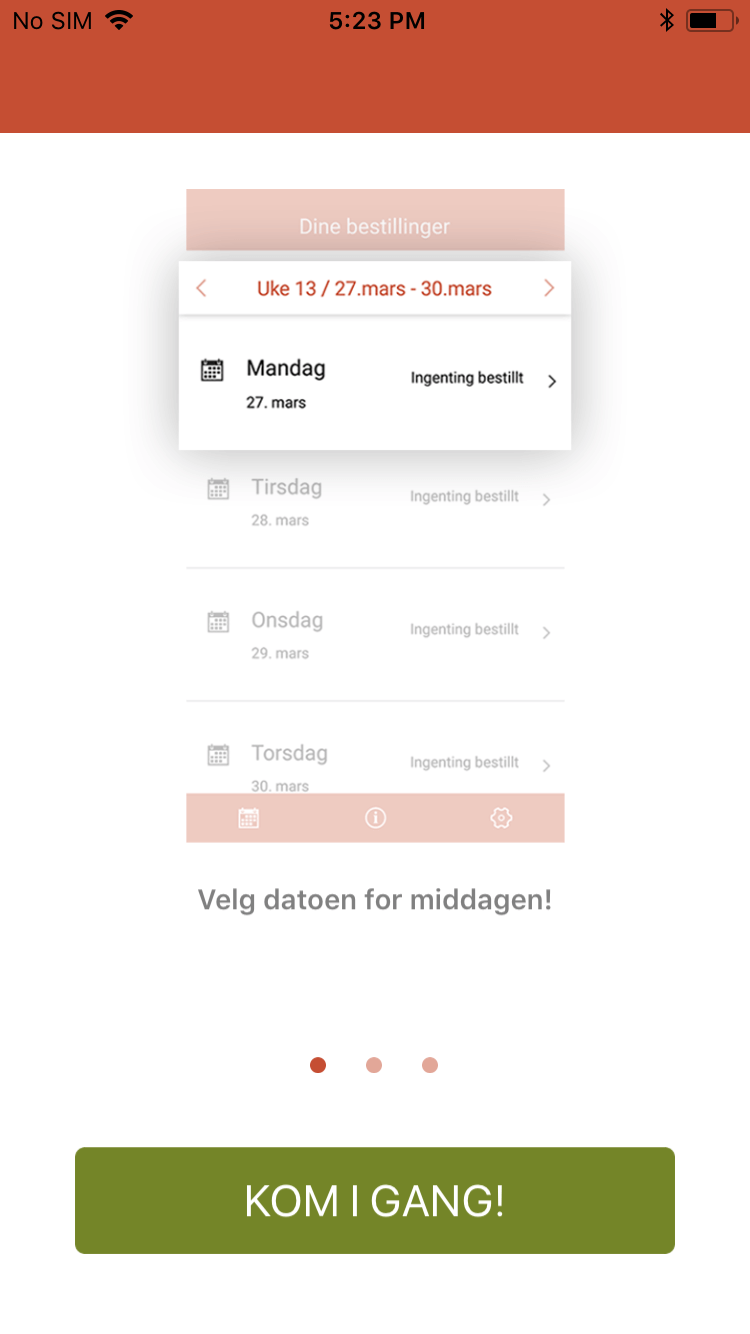 No SIM 5:23 PM
Dine bestillinger
Uke 13 / 27.mars - 30.mars
Mandag
Ingenting bestillt
27. mars
Tirsdag
Ingenting bestillt
28. mars
Onsdag
Ingenting bestillt
29. mars
Torsdag
Ingenting bestillt
30. mars
Velg datoen for middagen!
KOM I GANG!